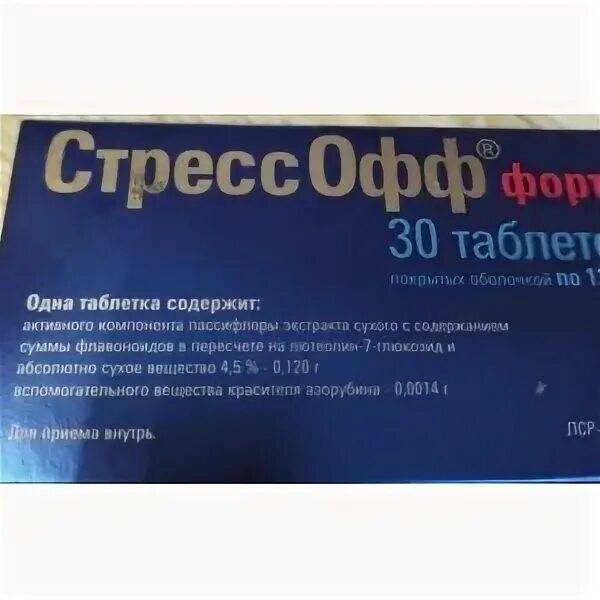 СтрессОфф® форт
30 таблето
покрытых оболочкой по 1
Одна таблетка содержит:
активного компонента пассифлоры экстракта сухого с содержанием
суммы флавоноидов в пересчете на лютеолин-7-глюкозид и
абсолютно сухое вещество 4,5 % - 0,120 г
вспомогательного вещества красителя азорубина - 0,0014 г
Для приема внутрь.
ЛСР-